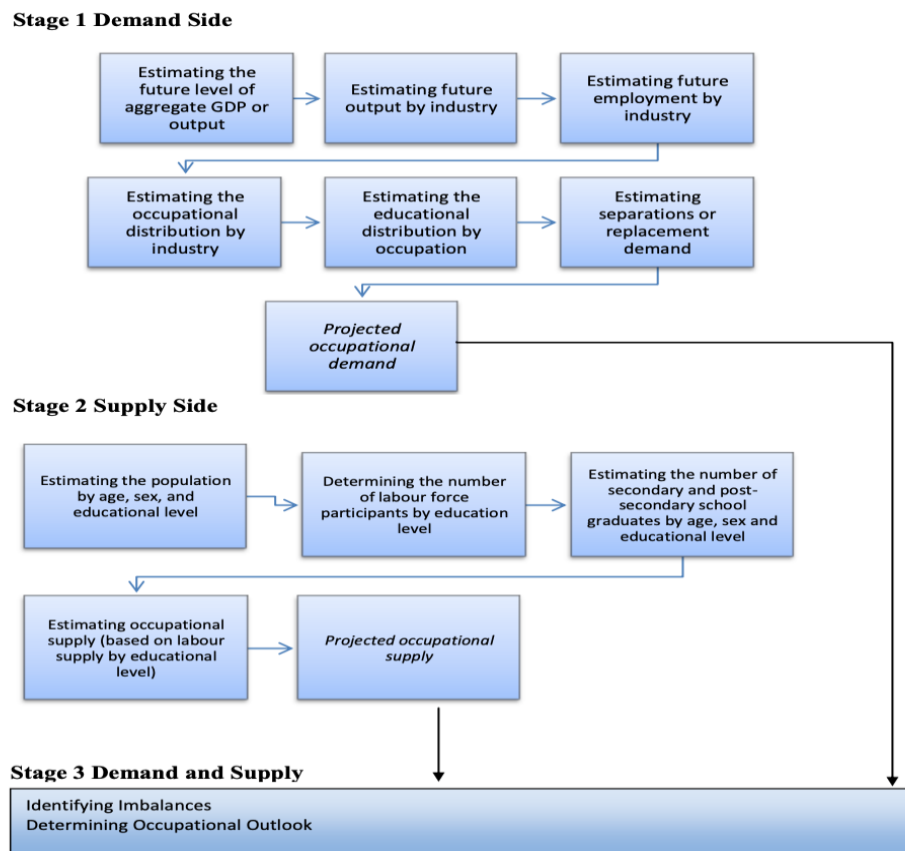 Stage 1 Demand Side
Estimating the
future level of
aggregate GDP or
output
Estimating future
output by industry
Estimating future
employment by
industry
Estimating the
occupational
distribution by
industry
Estimating the
educational
distribution by
occupation
Estimating
separations or
replacement
demand
Projected
occupational
demand
Stage 2 Supply Side
Estimating the population
by age, sex, and
educational level
Determining the number
of labour force
participants by education
level
Estimating the number of
secondary and post-
secondary school
graduates by age, sex and
educational level
Estimating occupational
supply (based on labour
supply by educational
level)
Projected occupational
supply
Stage 3 Demand and Supply
Identifying Imbalances
Determining Occupational Outlook